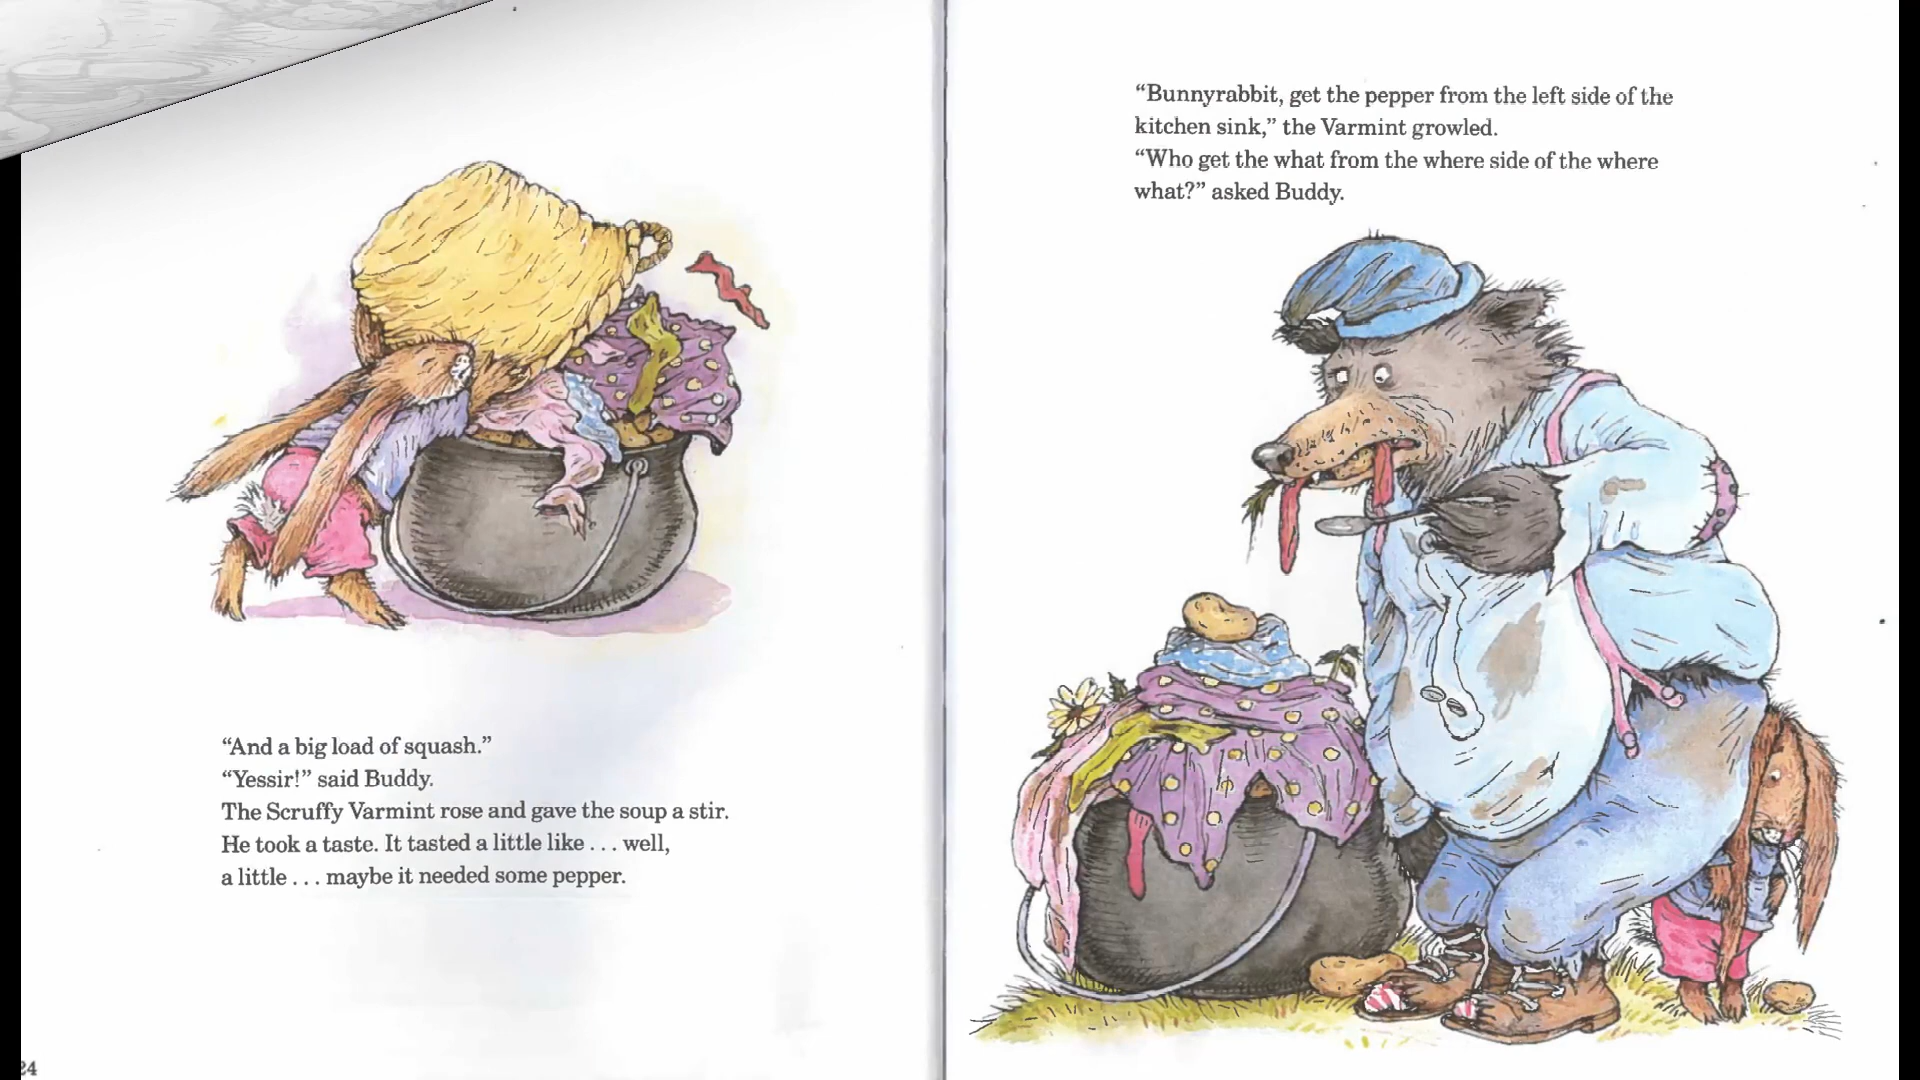 “And a big load of squash.”
“Yessir!” said Buddy.
The Scruffy Varmint rose and gave the soup a stir.
He took a taste. It tasted a little like . . . well,
a little . . . maybe it needed some pepper.
24
“Bunnyrabbit, get the pepper from the left side of the
kitchen sink,” the Varmint growled.
“Who get the what from the where side of the where
what?” asked Buddy.